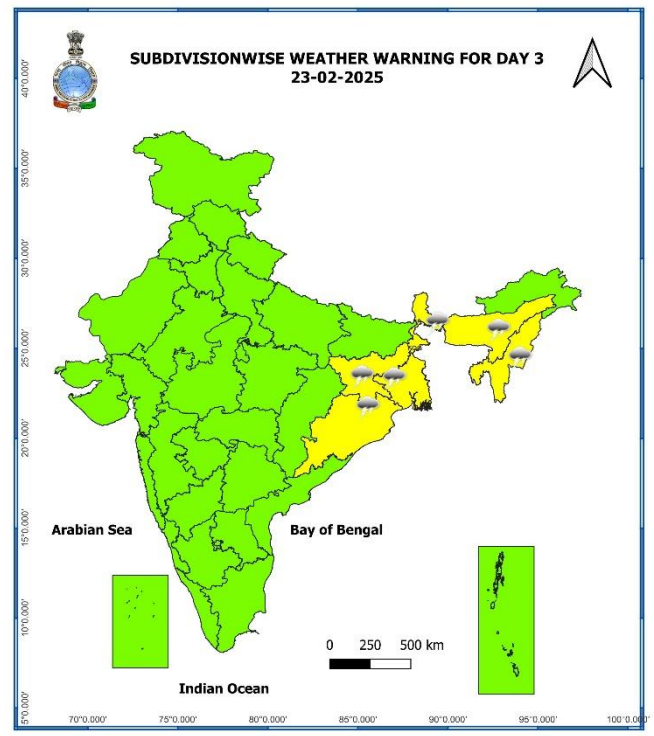 SUBDIVISIONWISE WEATHER WARNING FOR DAY 3
23-02-2025
40°0.000'
35°0.000'
30°0.000'
25°0.000'
20°0.000'
15°0.000'
10°0.000'
5°0.000'
Arabian Sea
Bay of Bengal
0 250 500 km
Indian Ocean
70°0.000' 75°0.000' 80°0.000' 85°0.000' 90°0.000' 95°0.000' 100°0.000'